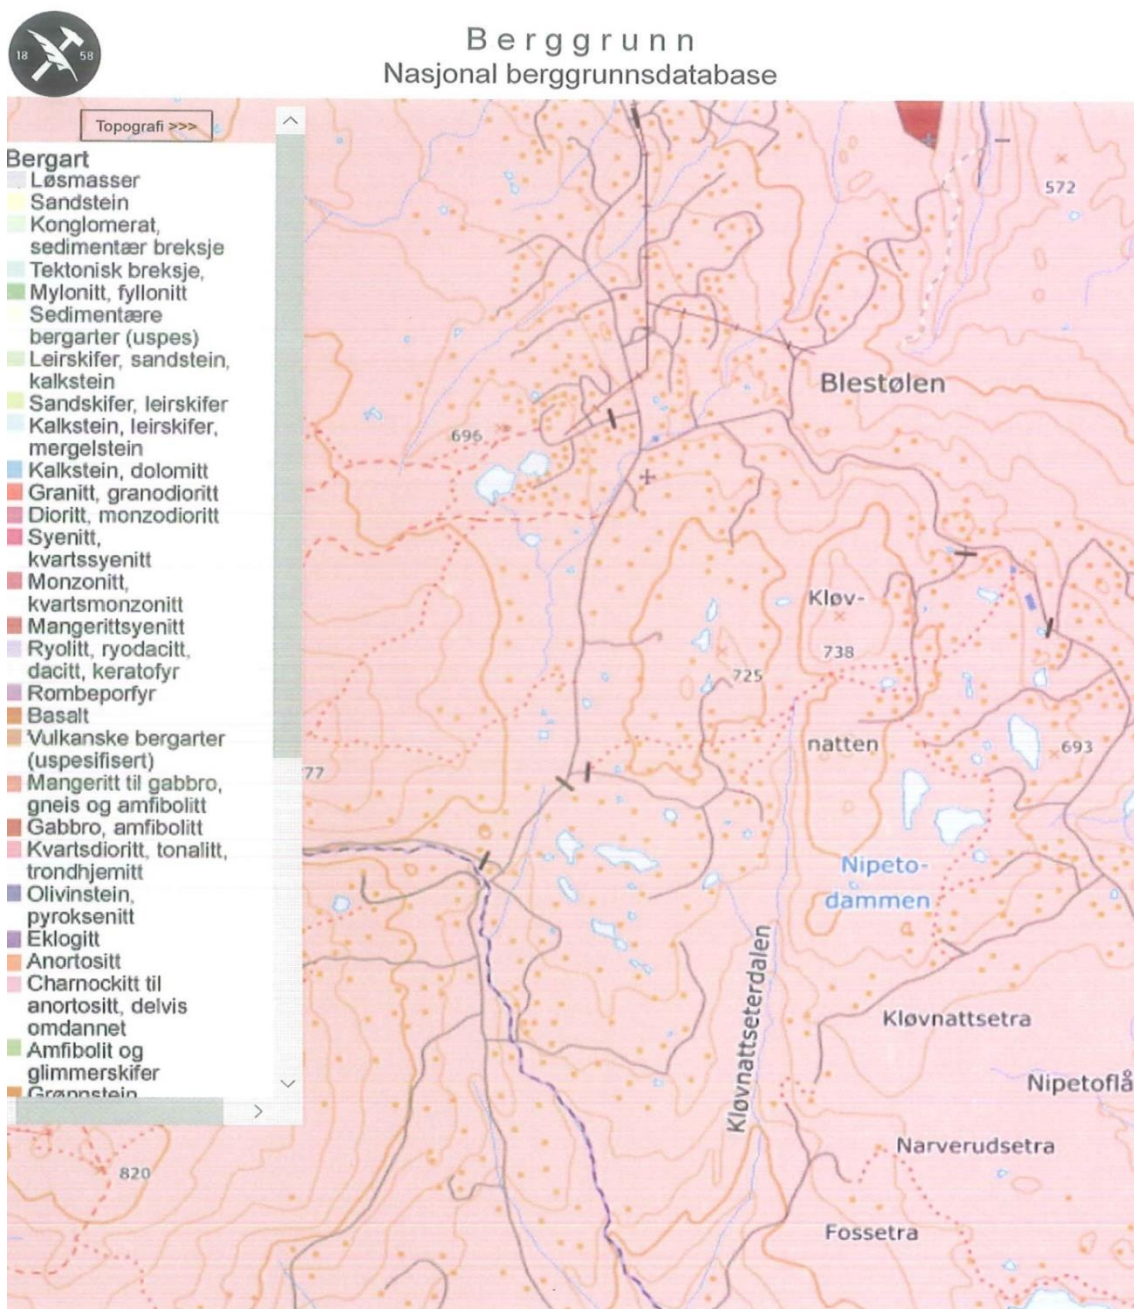 18 58
Berggrunn
Nasjonal berggrunnsdatabase
Topografi >>>
Bergart
Løsmasser
Sandstein
Konglomerat,
sedimentær breksje
Tektonisk breksje,
Mylonitt, fyllonitt
Sedimentære
bergarter (uspes)
Leirskifer, sandstein,
kalkstein
Sandskifer, leirskifer
Kalkstein, leirskifer,
mergelstein
Kalkstein, dolomitt
Granitt, granodioritt
Dioritt, monzodioritt
Syenitt,
kvartssyenitt
Monzonitt,
kvartsmonzonitt
Mangerittsyenitt
Ryolitt, ryodacitt,
dacitt, keratofyr
Rombeporfyr
Basalt
Vulkanske bergarter
(uspesifisert)
Mangeritt til gabbro,
gneis og amfibolitt
Gabbro, amfibolitt
Kvartsdioritt, tonalitt,
trondhjemitt
Olivinstein,
pyroksenitt
Eklogitt
Anortositt
Charnockitt til
anortositt, delvis
omdannet
Amfibolit og
glimmerskifer
Grønnstein
572
Blestølen
696
Kløv-
738
725
natten
693
77
Nipeto-
dammen
Kløvnattseterdalen
Kløvnattsetra
Nipetoflå
Narverudsetra
820
Fossetra